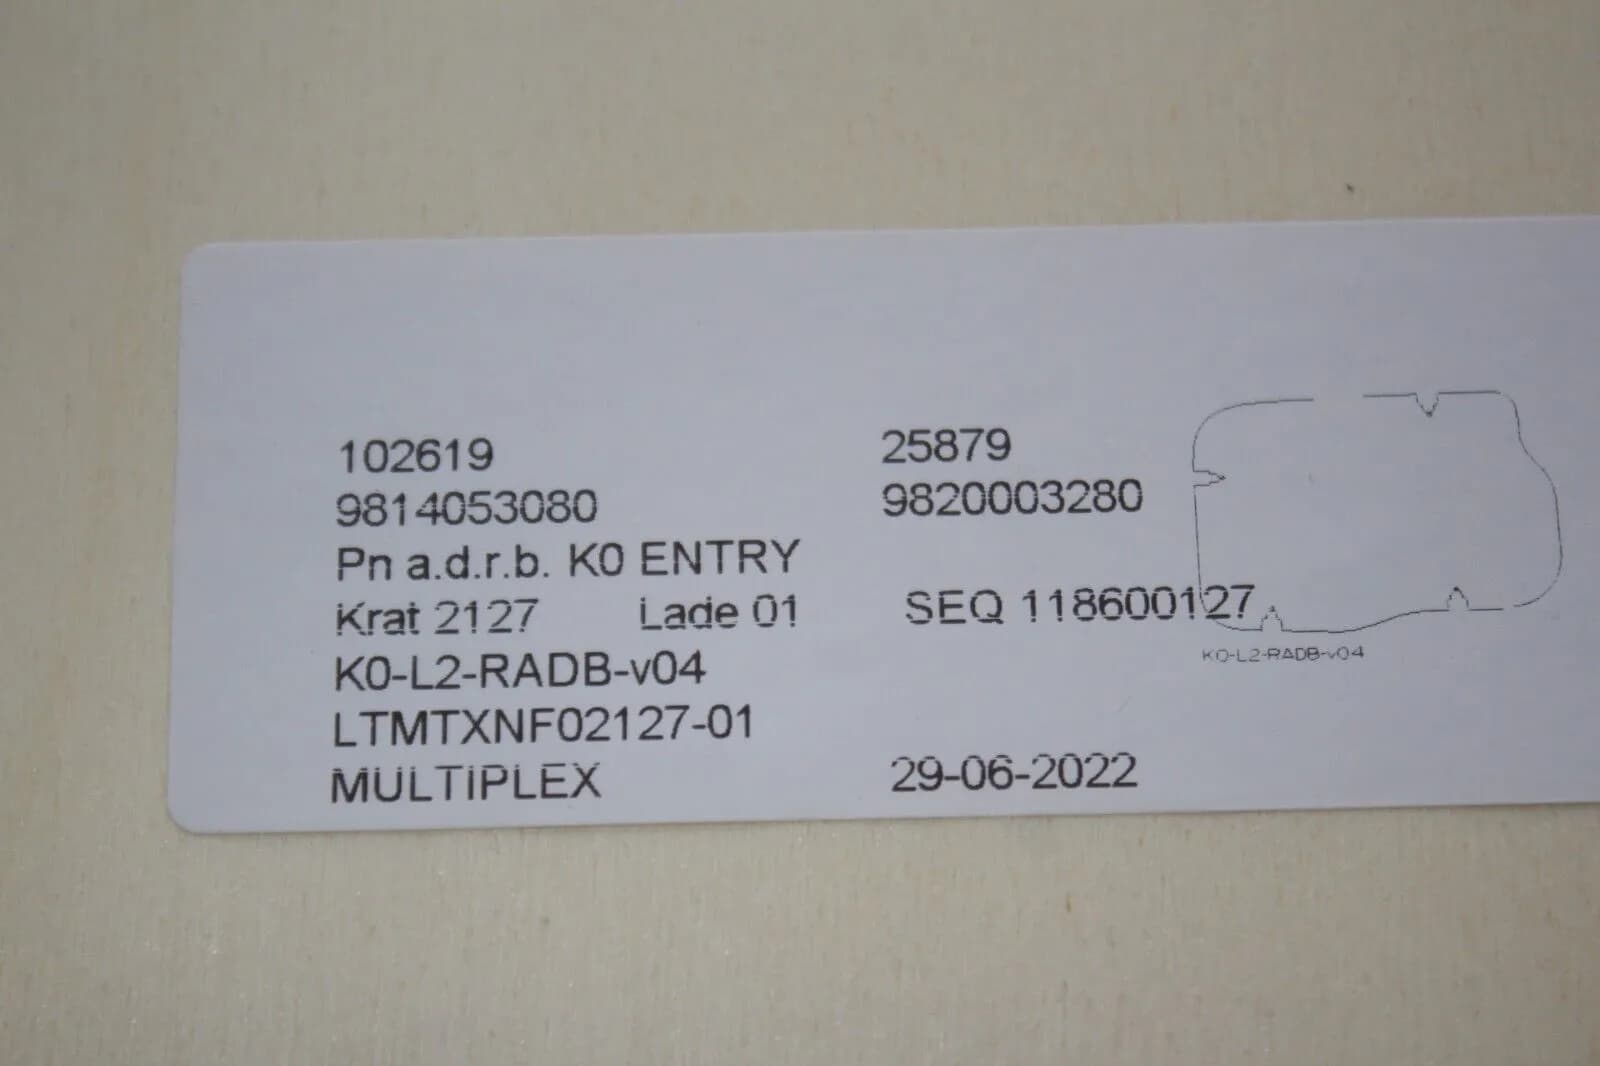 102619 25879
9814053080 9820003280
Pn a.d.r.b. K0 ENTRY
Krat 2127 Lade 01 SEQ 118600127
K0-L2-RADB-v04
K0-L2-RADB-v04
LTMTXNF02127-01
MULTIPLEX 29-06-2022